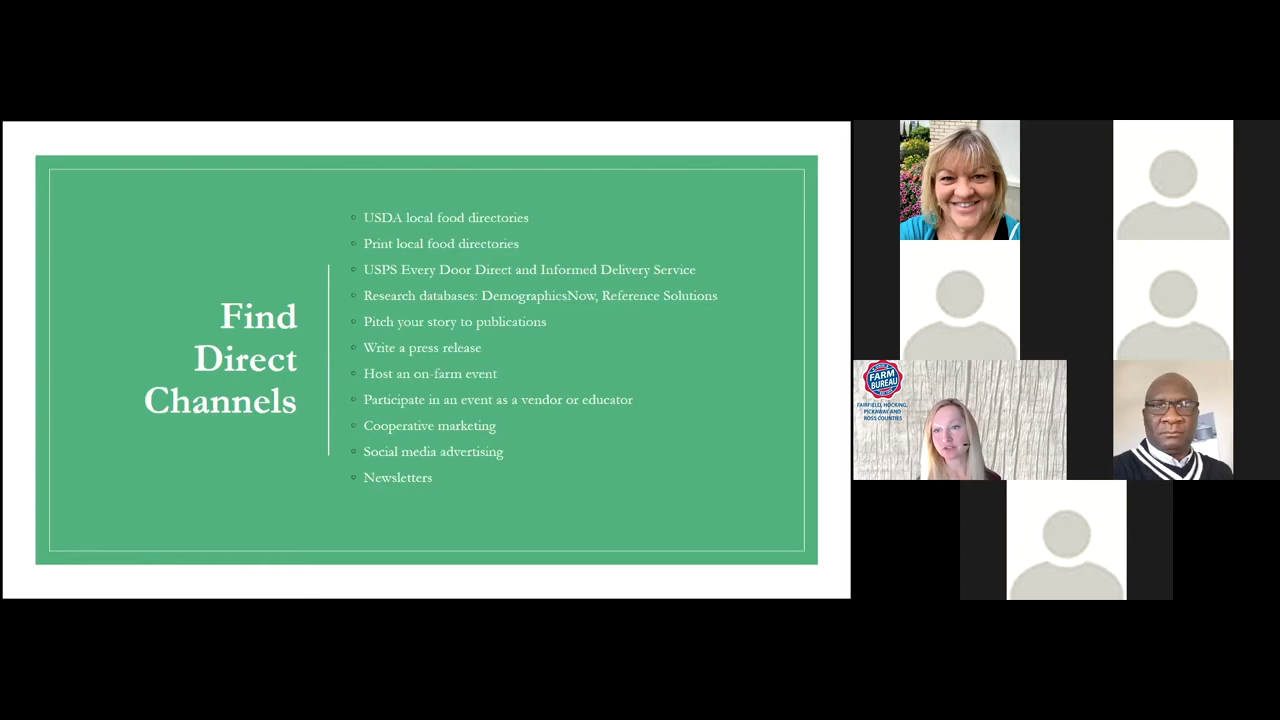 Find
Direct
Channels
USDA local food directories
Print local food directories
USPS Every Door Direct and Informed Delivery Service
Research databases: DemographicsNow, Reference Solutions
Pitch your story to publications
Write a press release
Host an on-farm event
Participate in an event as a vendor or educator
Cooperative marketing
Social media advertising
Newsletters
FARM
BUREAU
FAIRFIELD, HOCKING,
PICKAWAY AND
ROSS COUNTIES